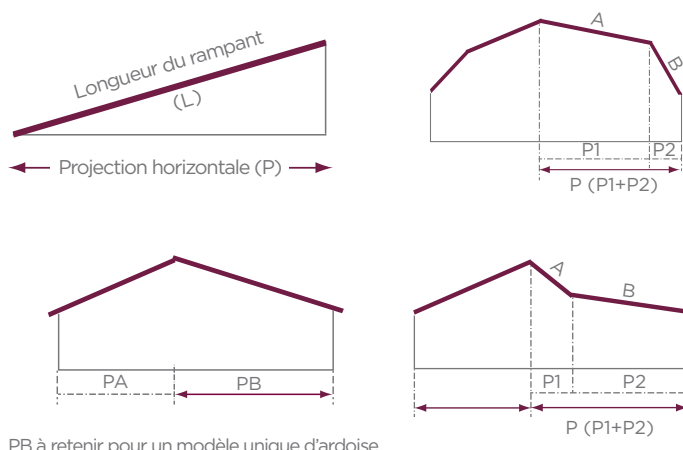 Longueur du rampant
(L)
Projection horizontale (P)
A
B
P1 P2
P (P1+P2)
PA PB
PB à retenir pour un modèle unique d'ardoise
A
B
P1 P2
P (P1+P2)